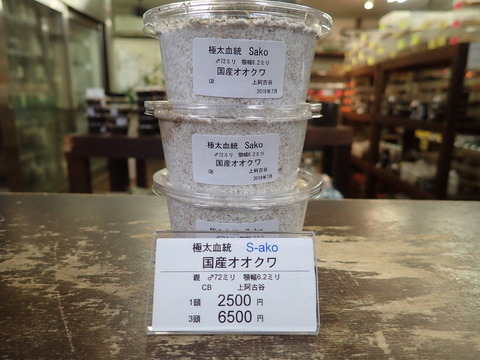 極太血統 Sako
♂72ミリ 顎幅6.2ミリ
国産オオクワ
CB 上阿古谷
2018年7月
極太血統 Sako
♂72ミリ 顎幅6.2ミリ
国産オオクワ
CB 上阿古谷
2018年7月
極太血統 S-ako
国産オオクワ
親 ♂72ミリ 顎幅6.2ミリ
CB 上阿古谷
1頭 2500 円
3頭 6500 円